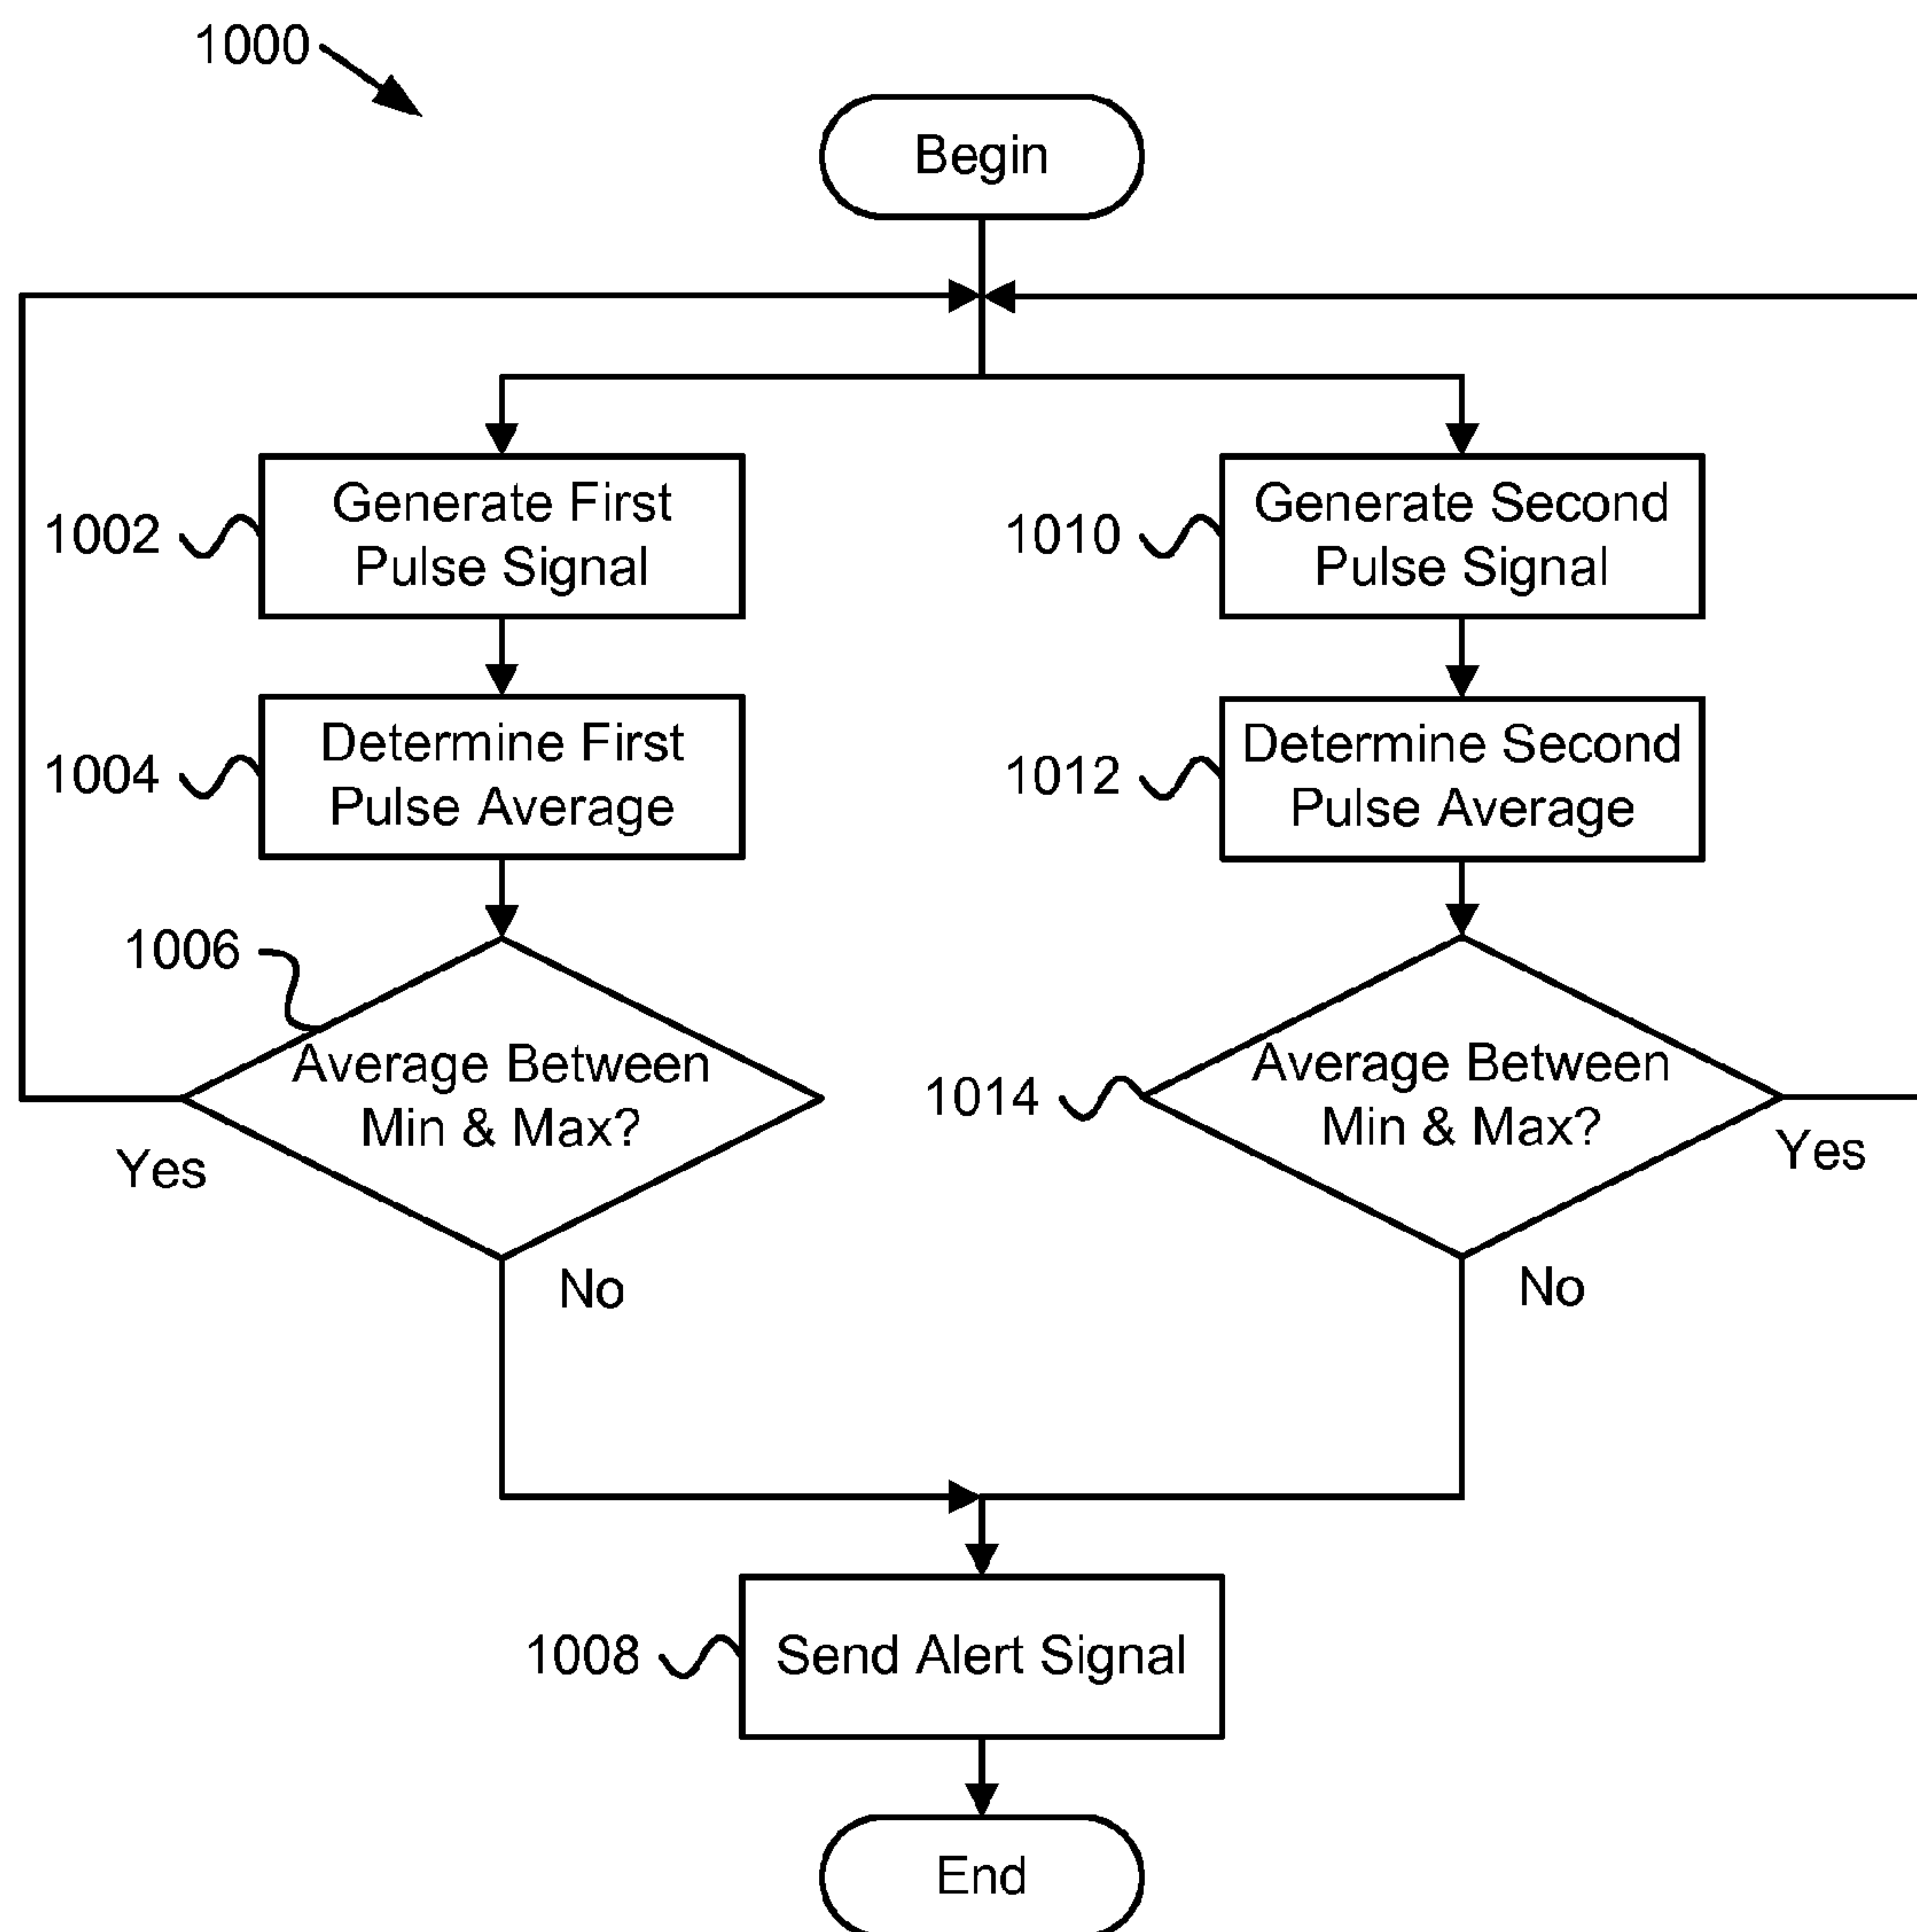 1000
Begin
1002
Generate First
Pulse Signal
1010
Generate Second
Pulse Signal
1004
Determine First
Pulse Average
1012
Determine Second
Pulse Average
1006
Average Between
Min & Max?
Yes
No
1014
Average Between
Min & Max?
Yes
No
1008
Send Alert Signal
End